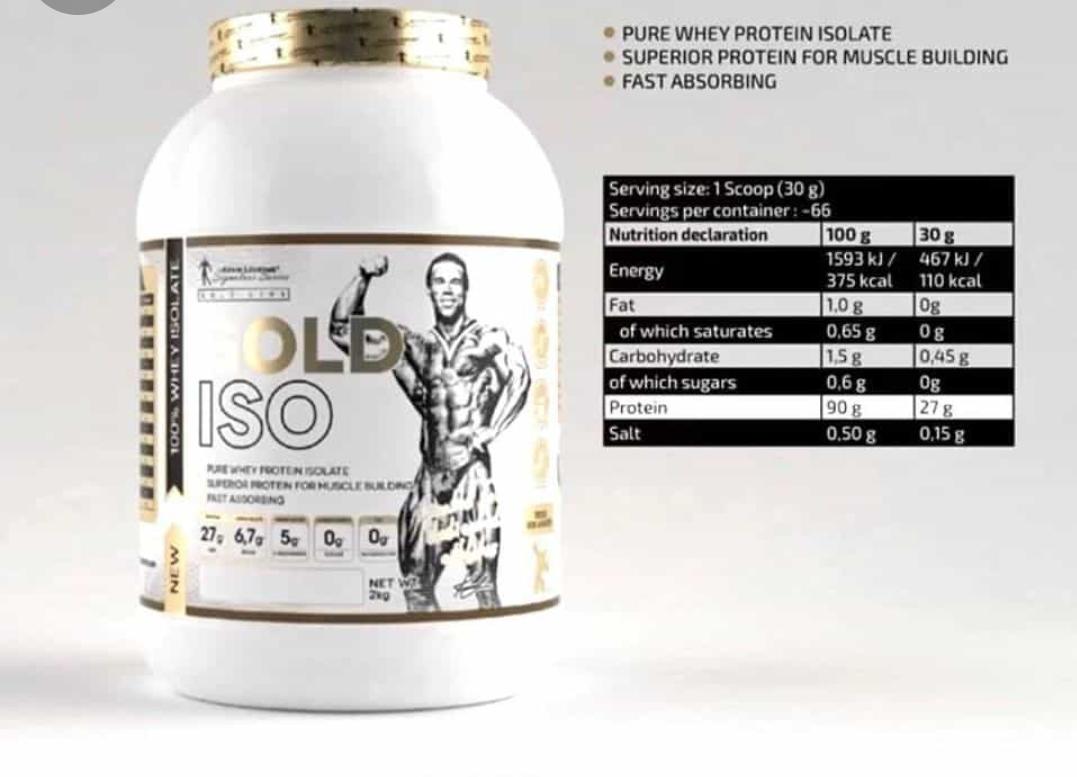 PURE WHEY PROTEIN ISOLATE
SUPERIOR PROTEIN FOR MUSCLE BUILDING
FAST ABSORBING
Serving size: 1 Scoop (30 g)
Servings per container : ~66
Nutrition declaration 100 g 30 g
Energy 1593 kJ / 375 kcal 467 kJ / 110 kcal
Fat 1,0 g 0g
of which saturates 0,65 g 0 g
Carbohydrate 1,5 g 0,45 g
of which sugars 0,6 g 0g
Protein 90 g 27 g
Salt 0,50 g 0,15 g
100% WHEY ISOLATE
NEW
Signature Series
OLD
ISO
PURE WHEY PROTEIN ISOLATE
SUPERIOR PROTEIN FOR MUSCLE BUILDING
FAST ABSORBING
27g 6,7g 5g 0g 0g
NET WT
2kg